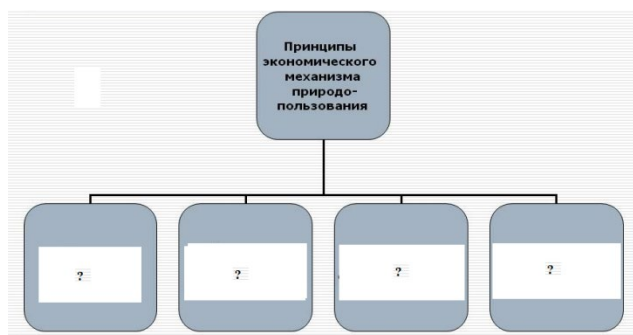 Принципы
экономического
механизма
природо-
пользования
? ? ? ?